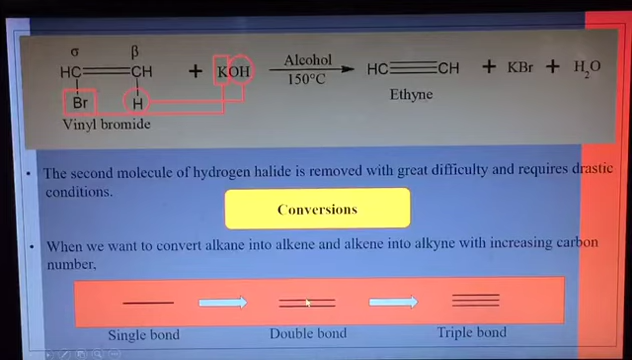 σ β
HC CH + KOH Alcohol 150°C HC CH + KBr + H₂O
Br H
Ethyne
Vinyl bromide
• The second molecule of hydrogen halide is removed with great difficulty and requires drastic
conditions.
Conversions
• When we want to convert alkane into alkene and alkene into alkyne with increasing carbon
number,
Single bond Double bond Triple bond